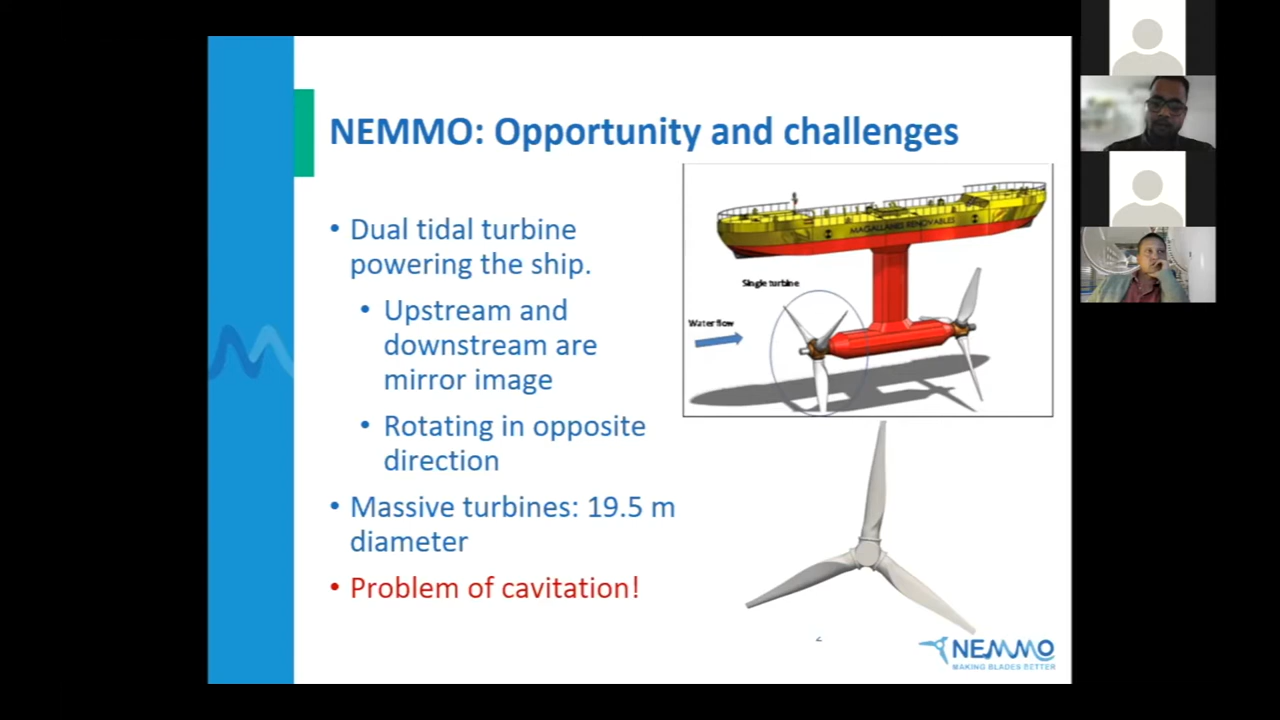 NEMMO: Opportunity and challenges
• Dual tidal turbine
powering the ship.
• Upstream and
downstream are
mirror image
• Rotating in opposite
direction
• Massive turbines: 19.5 m
diameter
• Problem of cavitation!
MAGALLANES RENOVABLES
Single turbine
Water flow
2
NEMMO
MAKING BLADES BETTER